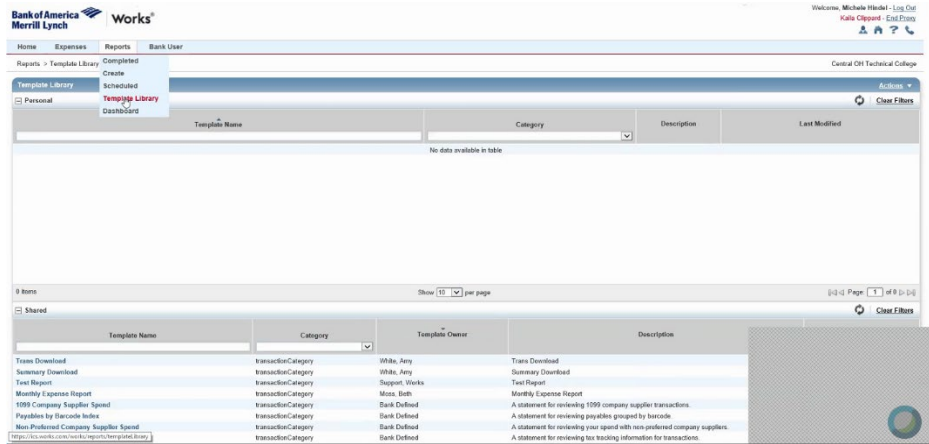 Bank of America
Merrill Lynch
Works®
Welcome, Michele Hindel - Log Out
Kaila Clippard - End Proxy
Home Expenses Reports Bank User
Reports > Template Library
Central OH Technical College
Completed
Create
Scheduled
Template Library
Dashboard
Template Library
Actions
Personal
Clear Filters
Template Name Category Description Last Modified
No data available in table
0 items
Show 10 per page
Page 1 of 0
Shared
Clear Filters
Template Name Category Template Owner Description
Trans Download transactionCategory White, Amy Trans Download
Summary Download transactionCategory White, Amy Summary Download
Test Report transactionCategory Support, Works Test Report
Monthly Expense Report transactionCategory Moss, Beth Monthly Expense Report
1099 Company Supplier Spend transactionCategory Bank Defined A statement for reviewing 1099 company supplier transactions.
Payables by Barcode Index transactionCategory Bank Defined A statement for reviewing payables grouped by barcode.
Non-Preferred Company Supplier Spend transactionCategory Bank Defined A statement for reviewing your spend with non-preferred company suppliers.
https://ics.works.com/works/reports/templateLibrary transactionCategory Bank Defined A statement for reviewing tax tracking information for transactions.